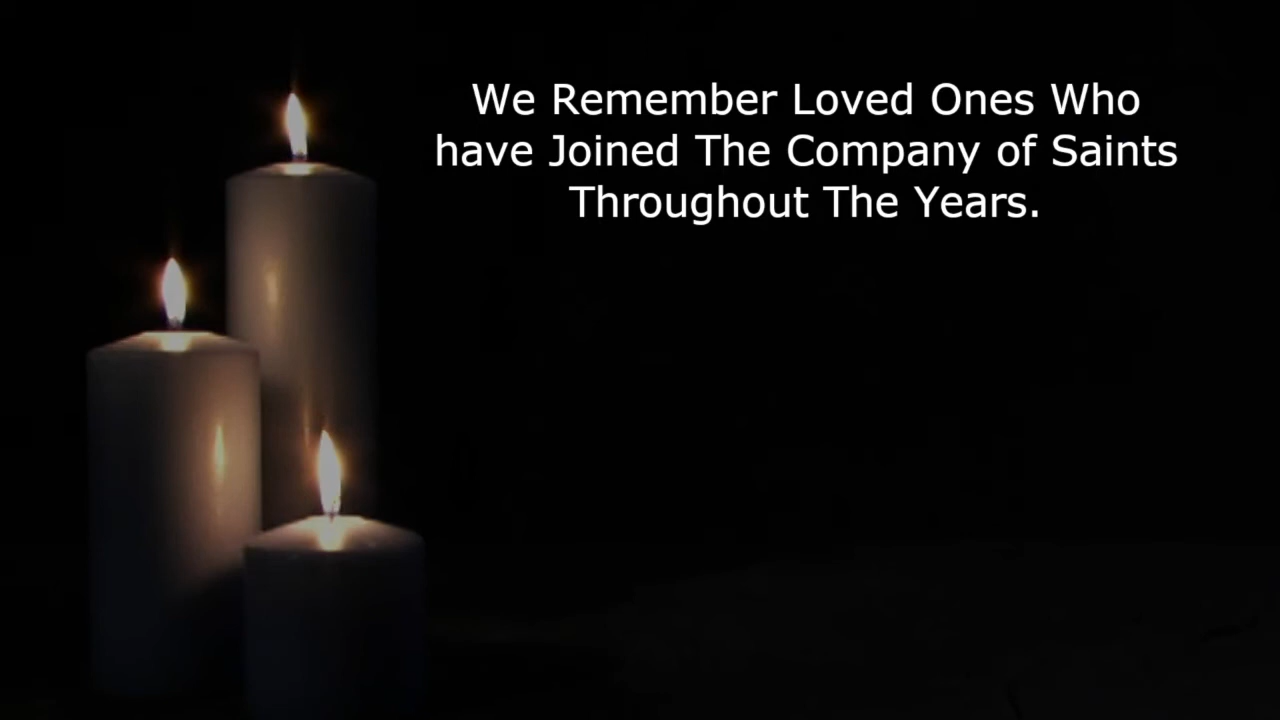 We Remember Loved Ones Who
have Joined The Company of Saints
Throughout The Years.